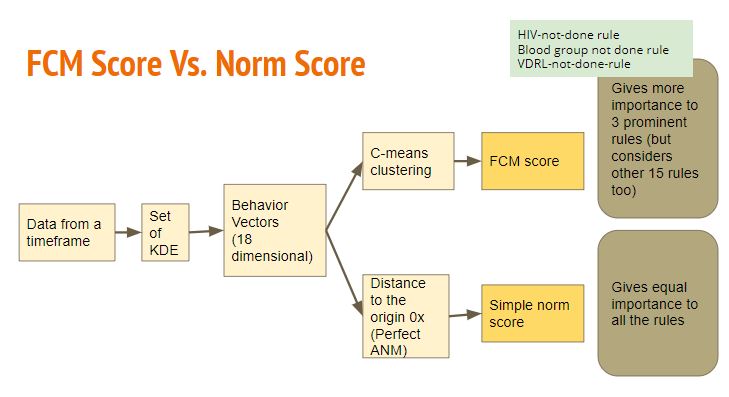 FCM Score Vs. Norm Score
HIV-not-done rule
Blood group not done rule
VDRL-not-done-rule
Gives more
importance to
3 prominent
rules (but
considers
other 15 rules
too)
C-means
clustering
FCM score
Data from a
timeframe
Set
of
KDE
Behavior
Vectors
(18
dimensional)
Distance
to the
origin 0x
(Perfect
ANM)
Simple norm
score
Gives equal
importance to
all the rules